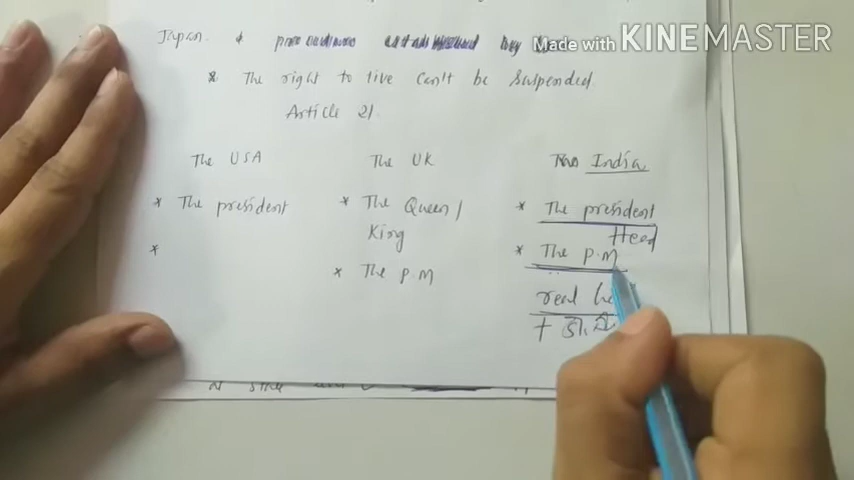 Japan *
Made with KINEMASTER
* The right to live can't be suspended.
Article 21
The USA The UK India
* The president * The Queen / * The president
King Head
* * The P.M * The P.M
real
+